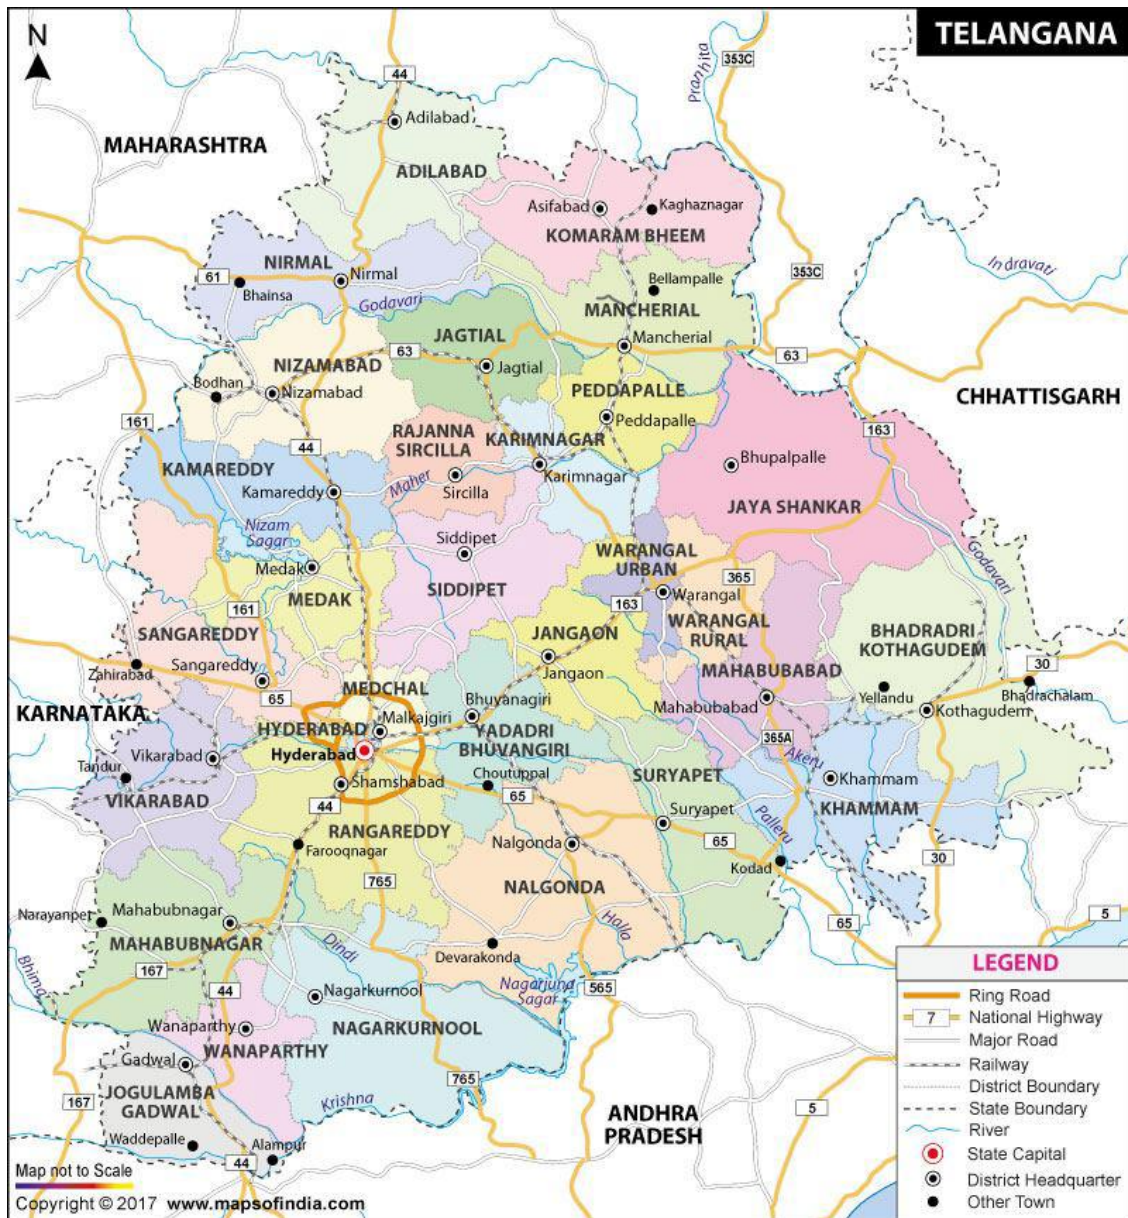 TELANGANA
N
353C
Pranhita
44
Adilabad
MAHARASHTRA
ADILABAD
Asifabad
Kaghaznagar
KOMARAM BHEEM
Indravati
353C
NIRMAL
61
Nirmal
Bhainsa
Godavari
Bellampalle
MANCHERIAL
JAGTIAL
Mancherial
63
63
NIZAMABAD
Jagtial
Bodhan
Nizamabad
PEDDAPALLE
CHHATTISGARH
Peddapalle
161
163
RAJANNA
SIRCILLA
KARIMNAGAR
44
KAMAREDDY
Bhupalpalle
Maher
Sircilla
Karimnagar
Kamareddy
JAYA SHANKAR
Nizam
Sagar
Siddipet
WARANGAL
URBAN
Medak
SIDDIPET
Godavari
365
MEDAK
Warangal
161
163
WARANGAL
RURAL
JANGAON
SANGAREDDY
BHADRADRI
KOTHAGUDEM
Sangareddy
Zahirabad
Jangaon
MAHABUBABAD
30
65
MEDCHAL
Bhuyanagiri
Yellandu
Bhadrachalam
KARNATAKA
Mahabubabad
Kothagudem
HYDERABAD
Malkajgiri
YADADRI
BHUVANGIRI
365A
Hyderabad
Vikarabad
Akeru
Tandur
Choutuppal
SURYAPET
Khammam
Shamshabad
VIKARABAD
65
KHAMMAM
44
Suryapet
Palleru
RANGAREDDY
Nalgonda
65
Farooqnagar
30
Kodad
765
NALGONDA
Narayanpet
Mahabubnagar
65
5
Halla
MAHABUBNAGAR
Dindi
Devarakonda
Bhima
167
Nagarjuna
Sagar
565
44
Nagarkurnool
Wanaparthy
NAGARKURNOOL
WANAPARTHY
Gadwal
765
JOGULAMBA
GADWAL
Krishna
167
ANDHRA
PRADESH
5
Waddepalle
Alampur
44
LEGEND
Ring Road
7 National Highway
Major Road
Railway
District Boundary
State Boundary
River
State Capital
District Headquarter
Other Town
Map not to Scale
Copyright © 2017 www.mapsofindia.com